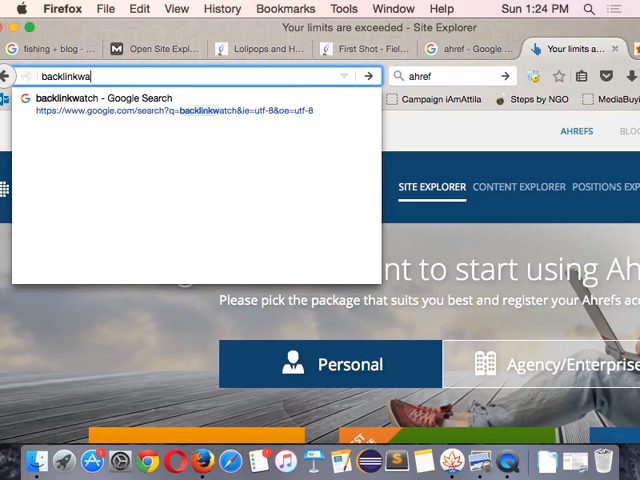 Firefox File Edit View History Bookmarks Tools Window Help Sun 1:24 PM
Your limits are exceeded - Site Explorer
fishing + blog - ... Open Site Expl... Lolipops and H... First Shot - Fiel... ahref - Google ... Your limits a...
backlinkwa ahref
Campaign iAmAttila Steps by NGO MediaBuyi
backlinkwatch - Google Search
https://www.google.com/search?q=backlinkwatch&ie=utf-8&oe=utf-8
AHREFS BLO
SITE EXPLORER CONTENT EXPLORER POSITIONS EXP
nt to start using Ah
Please pick the package that suits you best and register your Ahrefs acc
Personal Agency/Enterprise